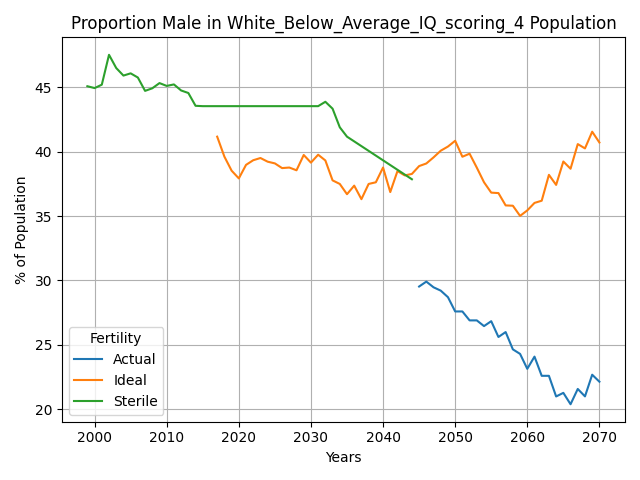 Proportion Male in White_Below_Average_IQ_scoring_4 Population
% of Population
45
40
35
30
25
20
Fertility
Actual
Ideal
Sterile
2000 2010 2020 2030 2040 2050 2060 2070
Years